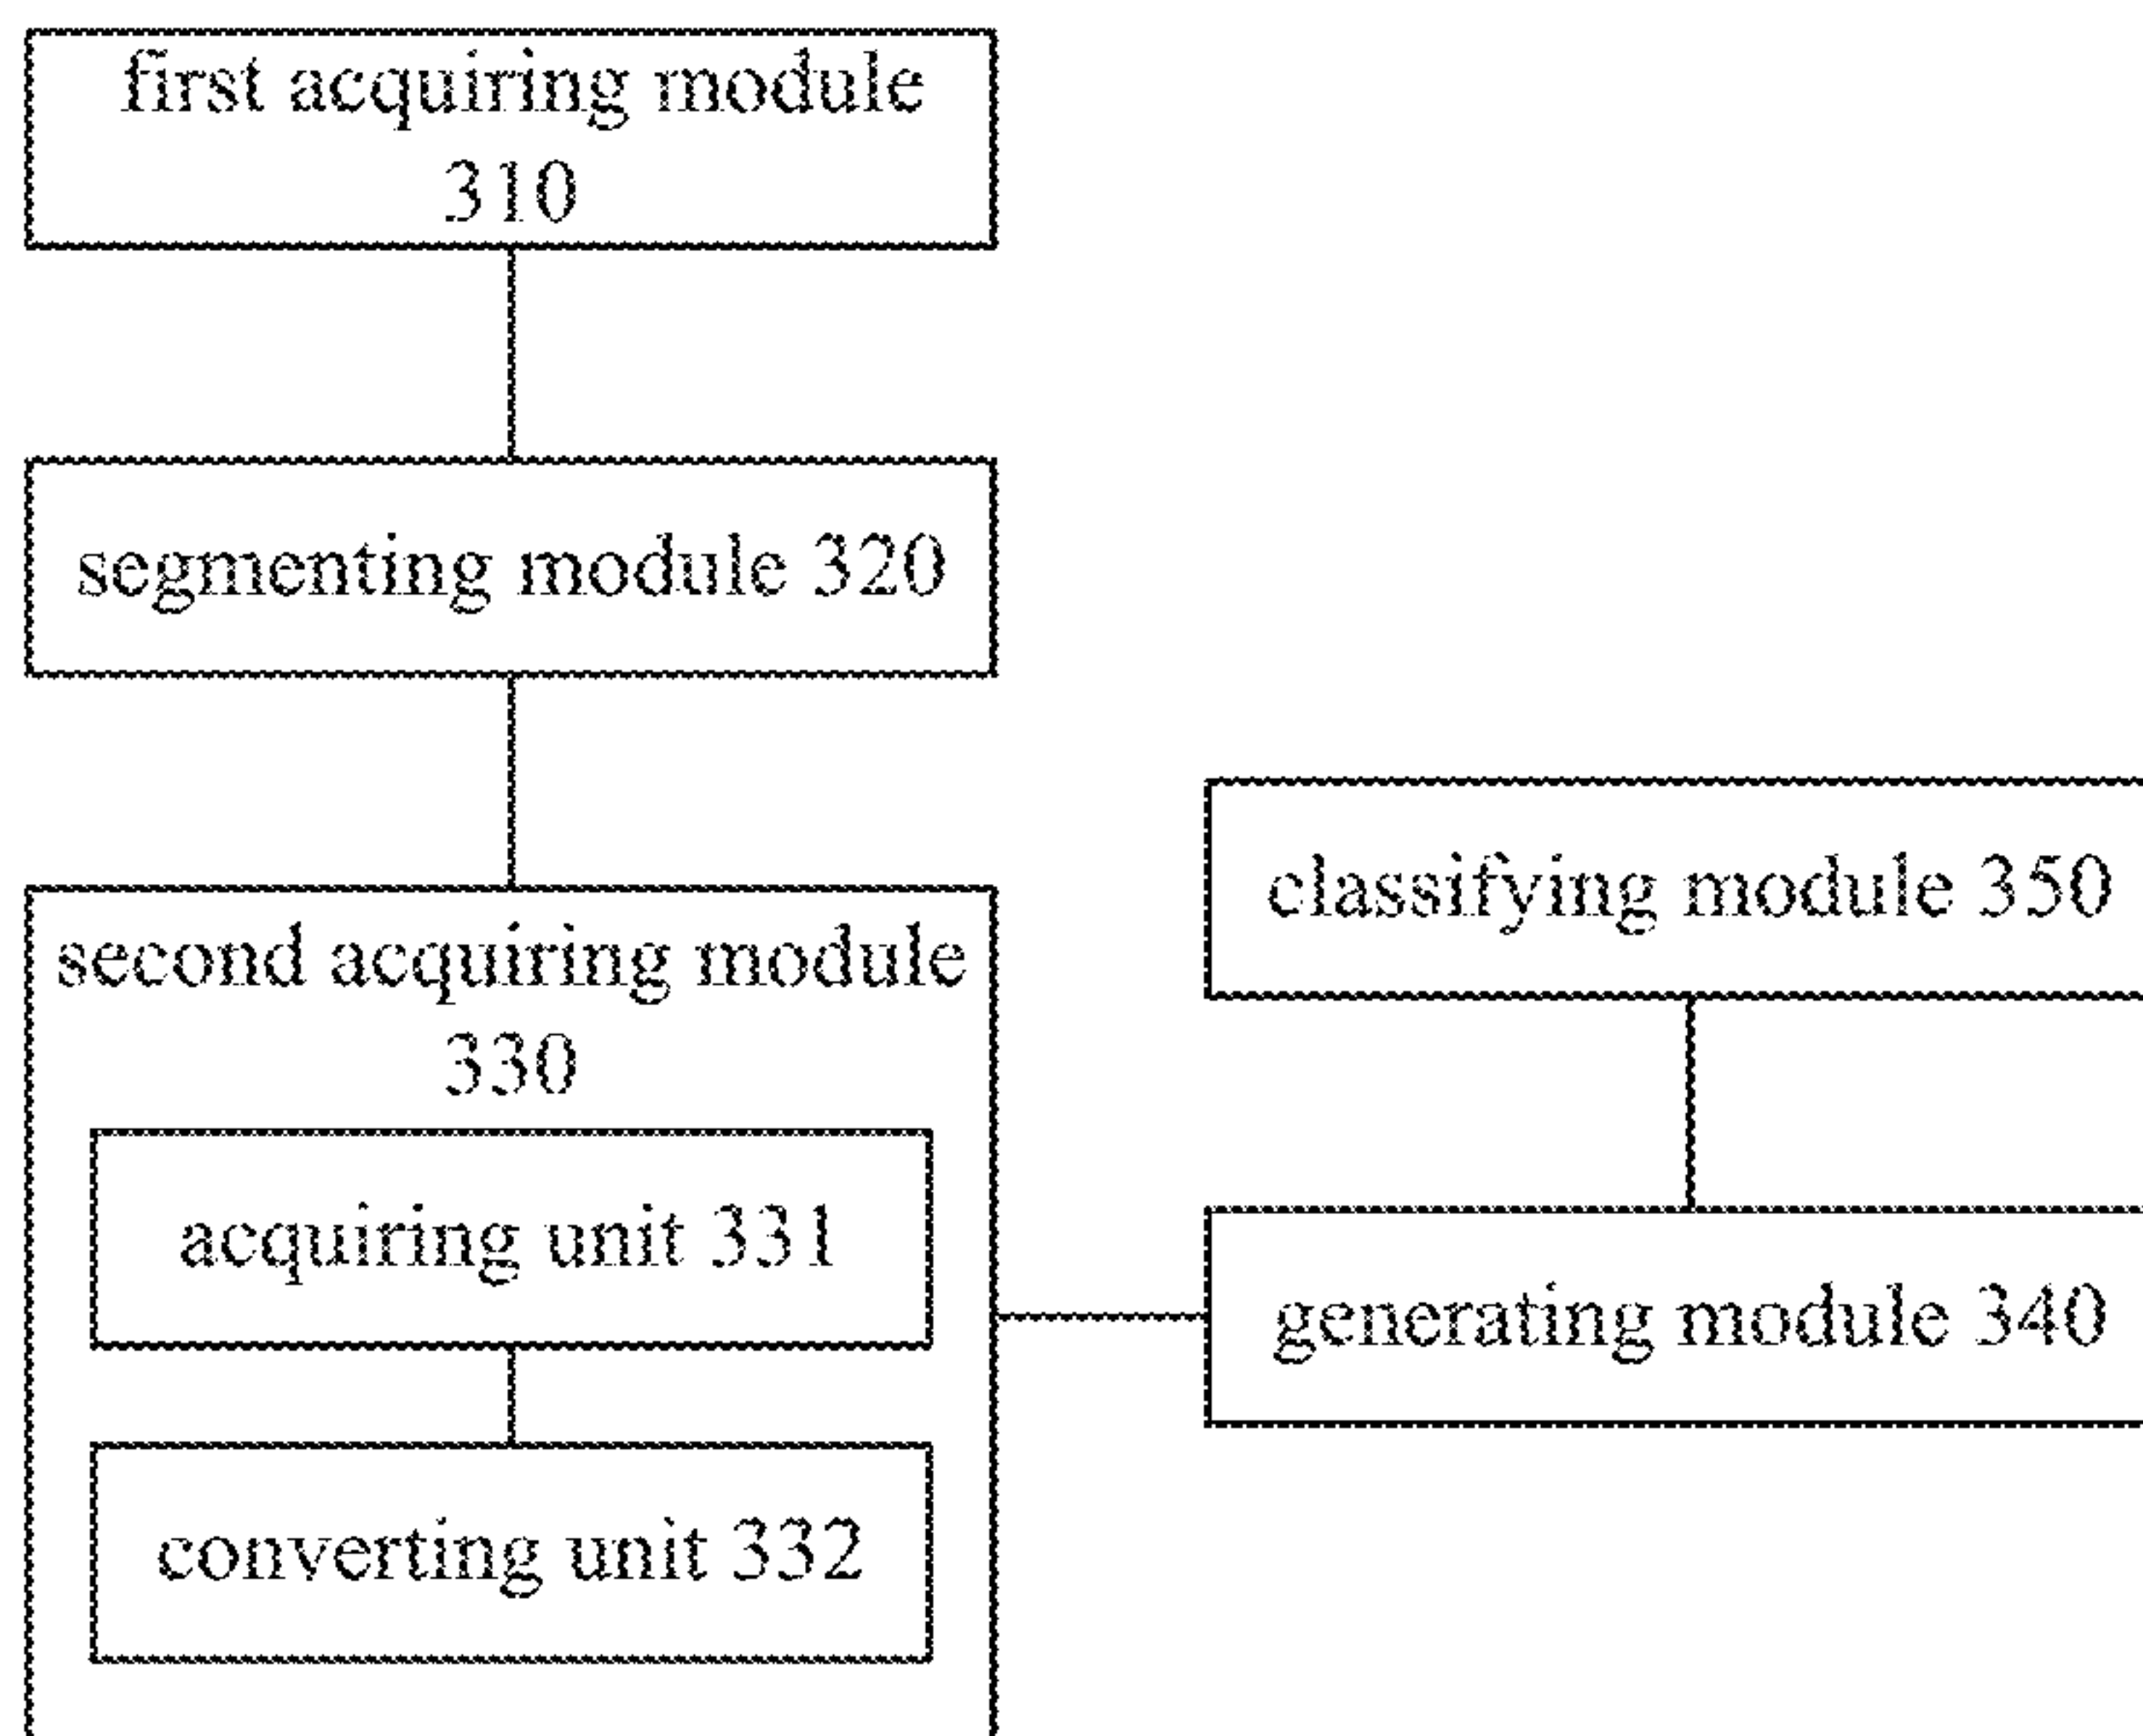 first acquiring module
310
segmenting module 320
second acquiring module
330
acquiring unit 331
converting unit 332
classifying module 350
generating module 340